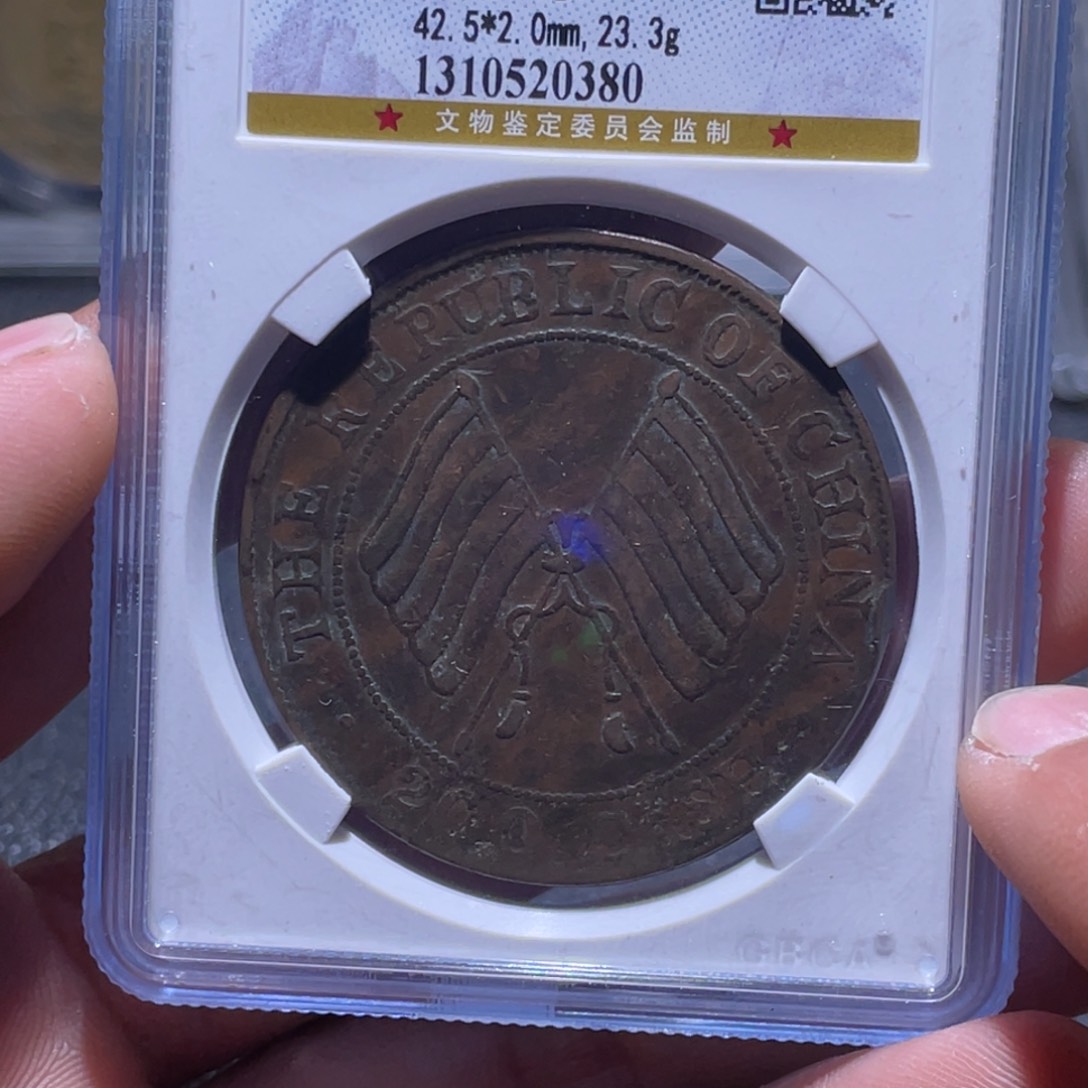 42.5*2.0mm,23.3g
1310520380
★ 文物鉴定委员会监制 ★
THE REPUBLIC OF CHINA